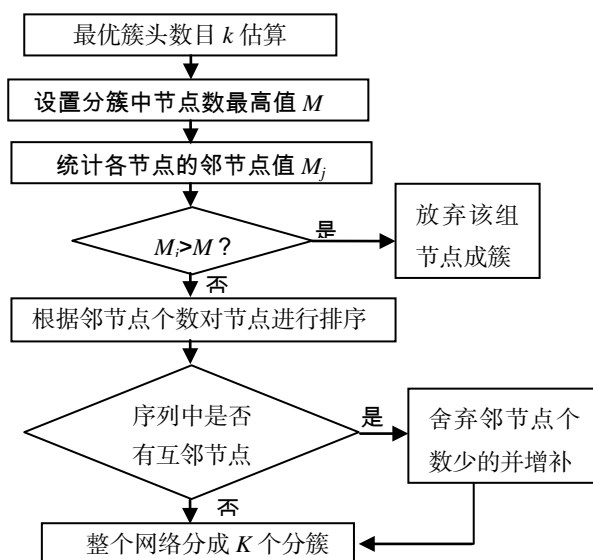 最优簇头数目 k 估算
设置分簇中节点数最高值 M
统计各节点的邻节点值 Mj
Mi>M？
是
放弃该组
节点成簇
否
根据邻节点个数对节点进行排序
序列中是否
有互邻节点
是
舍弃邻节点个
数少的并增补
否
整个网络分成 K 个分簇